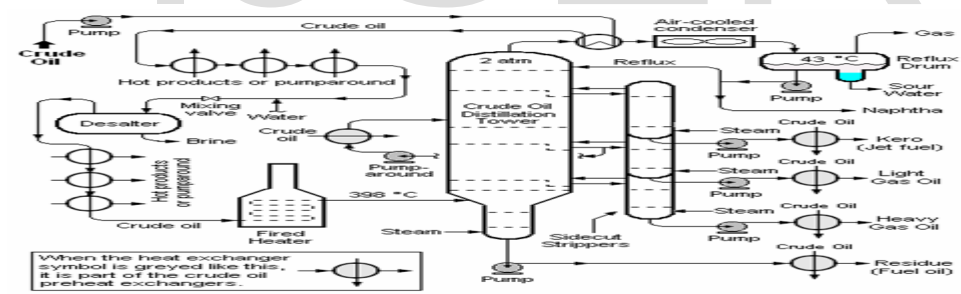 Crude oil
Pump
Crude
Oil
Air-cooled
condenser
Gas
2 atm
Reflux
43 °C
Reflux
Drum
Hot products or pumparound
Pump
Sour
Water
Naphtha
Mixing
valve
Water
Desalter
Brine
Crude Oil
Distillation
Tower
Crude
oil
Pump-
around
Steam
Crude Oil
Kero
(Jet fuel)
Pump
Hot products
or pumparound
Steam
Crude Oil
Light
Gas Oil
Pump
398 °C
Crude oil
Fired
Heater
Steam
Steam
Crude Oil
Heavy
Gas Oil
Pump
Sidecut
Strippers
Crude Oil
Residue
(Fuel oil)
Pump
When the heat exchanger
symbol is greyed like this,
it is part of the crude oil
preheat exchangers.